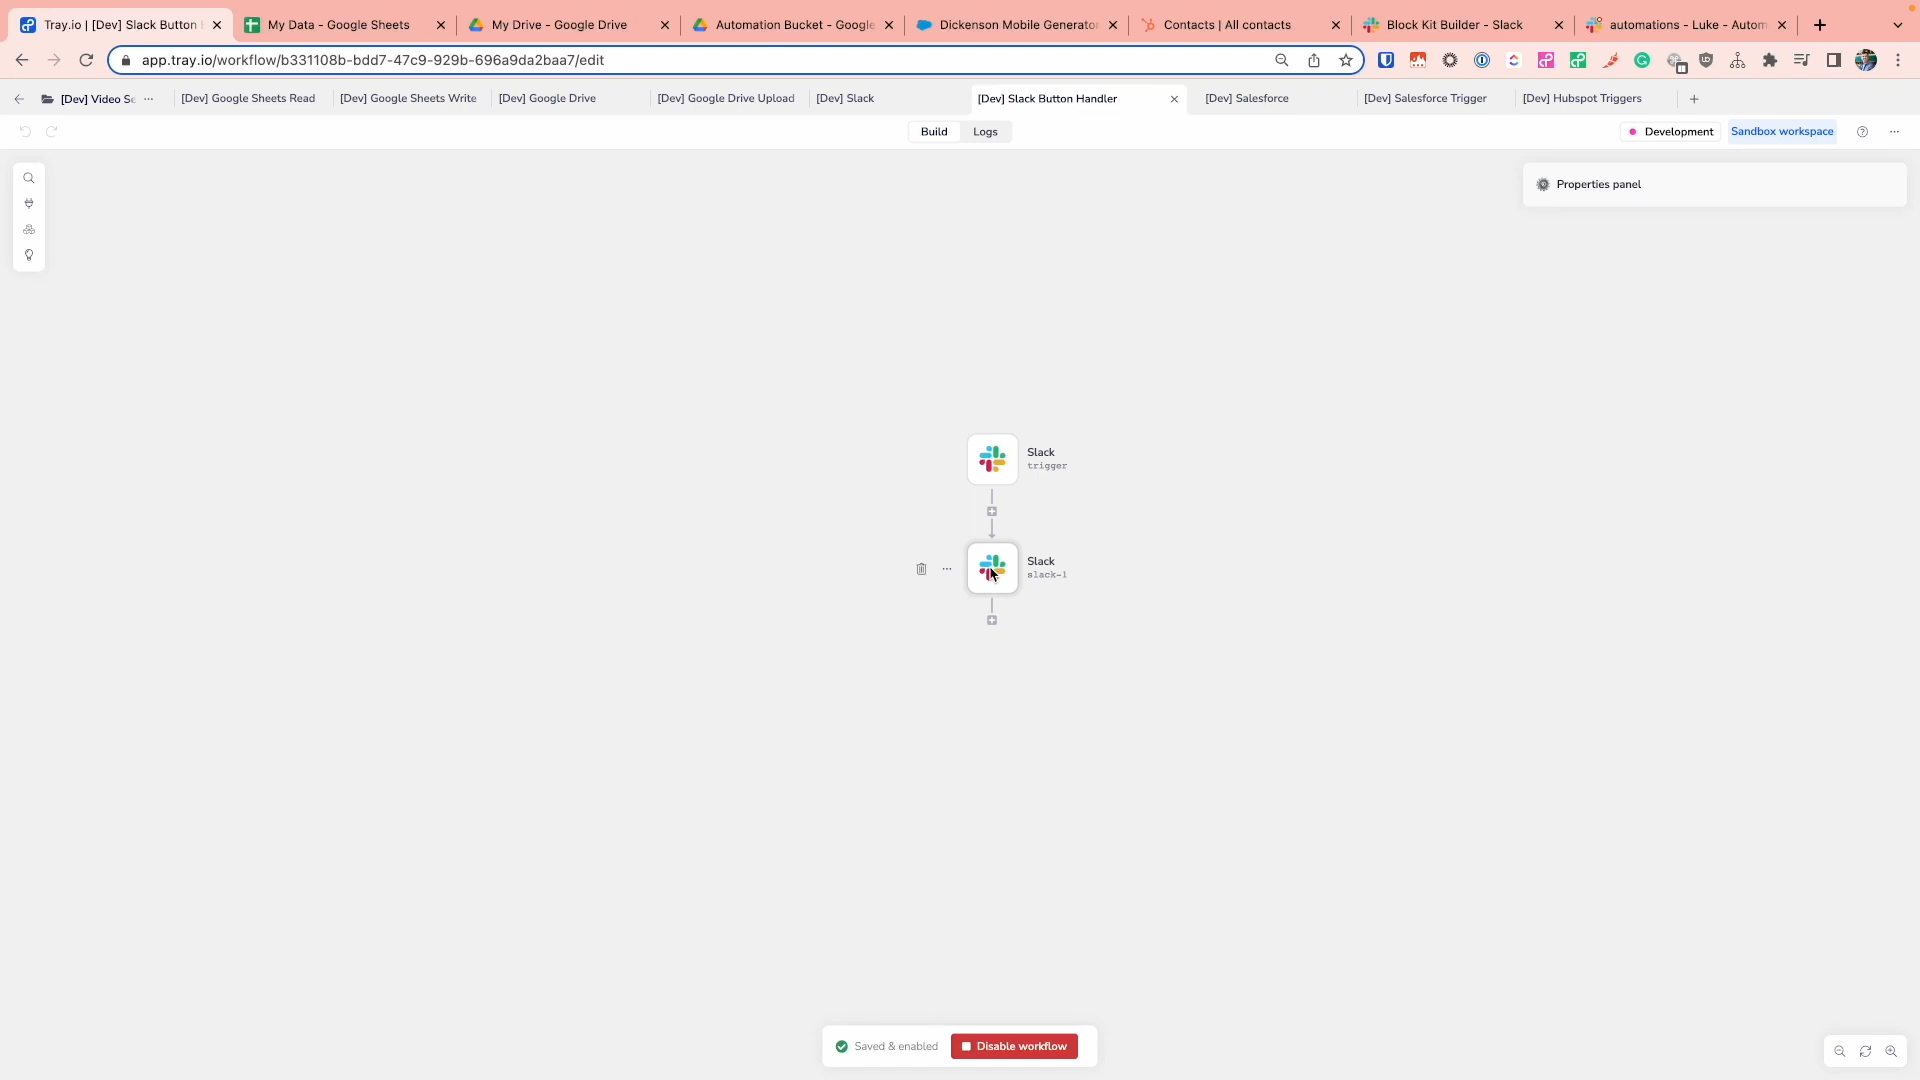 Tray.io | [Dev] Slack Button H
My Data - Google Sheets
My Drive - Google Drive
Automation Bucket - Google
Dickenson Mobile Generator
Contacts | All contacts
Block Kit Builder - Slack
automations - Luke - Autom
app.tray.io/workflow/b331108b-bdd7-47c9-929b-696a9da2baa7/edit
[Dev] Video Se ...
[Dev] Google Sheets Read
[Dev] Google Sheets Write
[Dev] Google Drive
[Dev] Google Drive Upload
[Dev] Slack
[Dev] Slack Button Handler
[Dev] Salesforce
[Dev] Salesforce Trigger
[Dev] Hubspot Triggers
Build
Logs
Development
Sandbox workspace
Properties panel
Slack
trigger
Slack
slack-1
Saved & enabled
Disable workflow